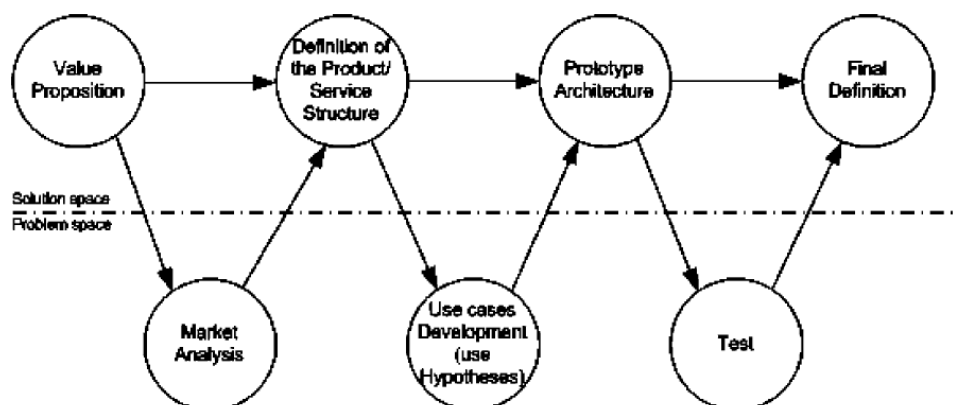 Value
Proposition
Definition of
the Product/
Service
Structure
Prototype
Architecture
Final
Definition
Solution space
Problem space
Market
Analysis
Use cases
Development
(use
Hypotheses)
Test